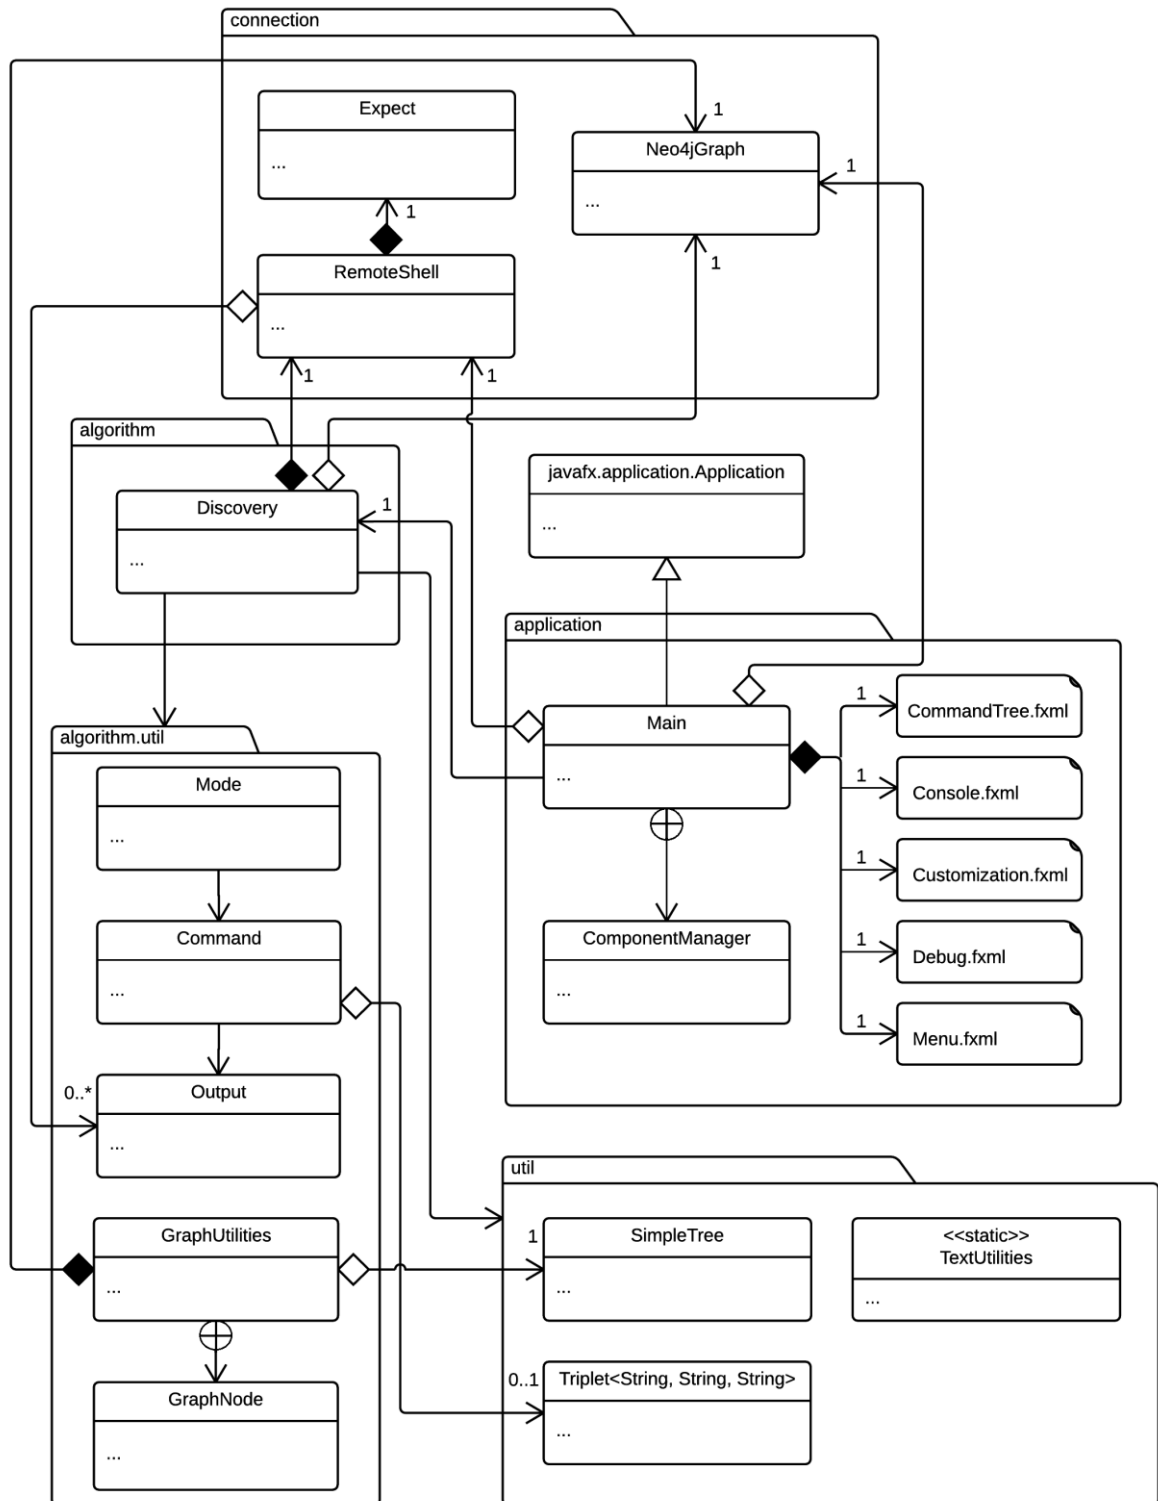 connection
1
Expect
...
Neo4jGraph
...
1
1
RemoteShell
...
1
1
1
algorithm
Discovery
...
1
javafx.application.Application
...
application
Main
...
1
CommandTree.fxml
1
Console.fxml
1
Customization.fxml
1
Debug.fxml
1
Menu.fxml
ComponentManager
...
algorithm.util
Mode
...
Command
...
0..*
Output
...
GraphUtilities
...
GraphNode
...
util
1
SimpleTree
...
<<static>>
TextUtilities
...
0..1
Triplet<String, String, String>
...